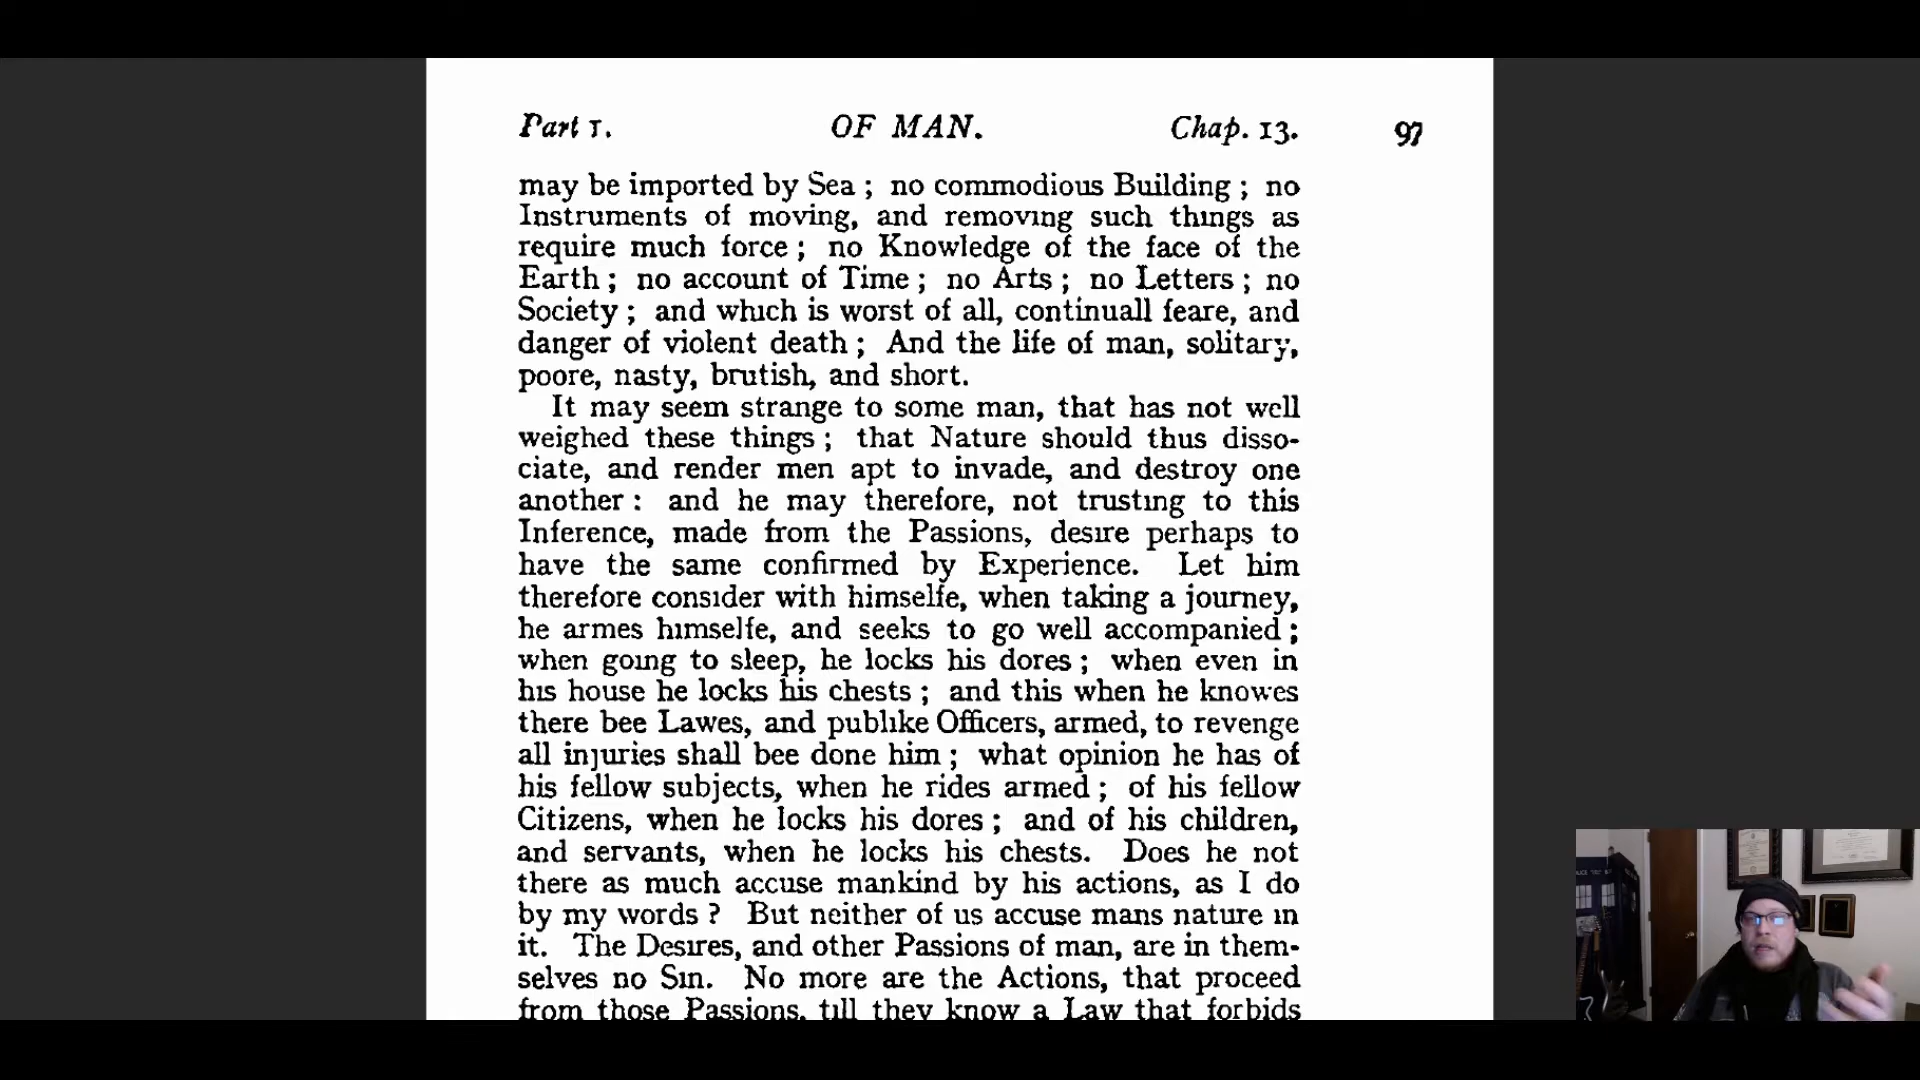 Part 1. OF MAN. Chap. 13. 97
may be imported by Sea ; no commodious Building ; no
Instruments of moving, and removing such things as
require much force ; no Knowledge of the face of the
Earth ; no account of Time ; no Arts ; no Letters ; no
Society ; and which is worst of all, continuall feare, and
danger of violent death ; And the life of man, solitary,
poore, nasty, brutish, and short.
It may seem strange to some man, that has not well
weighed these things ; that Nature should thus disso-
ciate, and render men apt to invade, and destroy one
another : and he may therefore, not trusting to this
Inference, made from the Passions, desire perhaps to
have the same confirmed by Experience. Let him
therefore consider with himselfe, when taking a journey,
he armes himselfe, and seeks to go well accompanied ;
when going to sleep, he locks his dores ; when even in
his house he locks his chests ; and this when he knowes
there bee Lawes, and publike Officers, armed, to revenge
all injuries shall bee done him ; what opinion he has of
his fellow subjects, when he rides armed ; of his fellow
Citizens, when he locks his dores ; and of his children,
and servants, when he locks his chests. Does he not
there as much accuse mankind by his actions, as I do
by my words ? But neither of us accuse mans nature in
it. The Desires, and other Passions of man, are in them-
selves no Sin. No more are the Actions, that proceed
from those Passions, till they know a Law that forbids